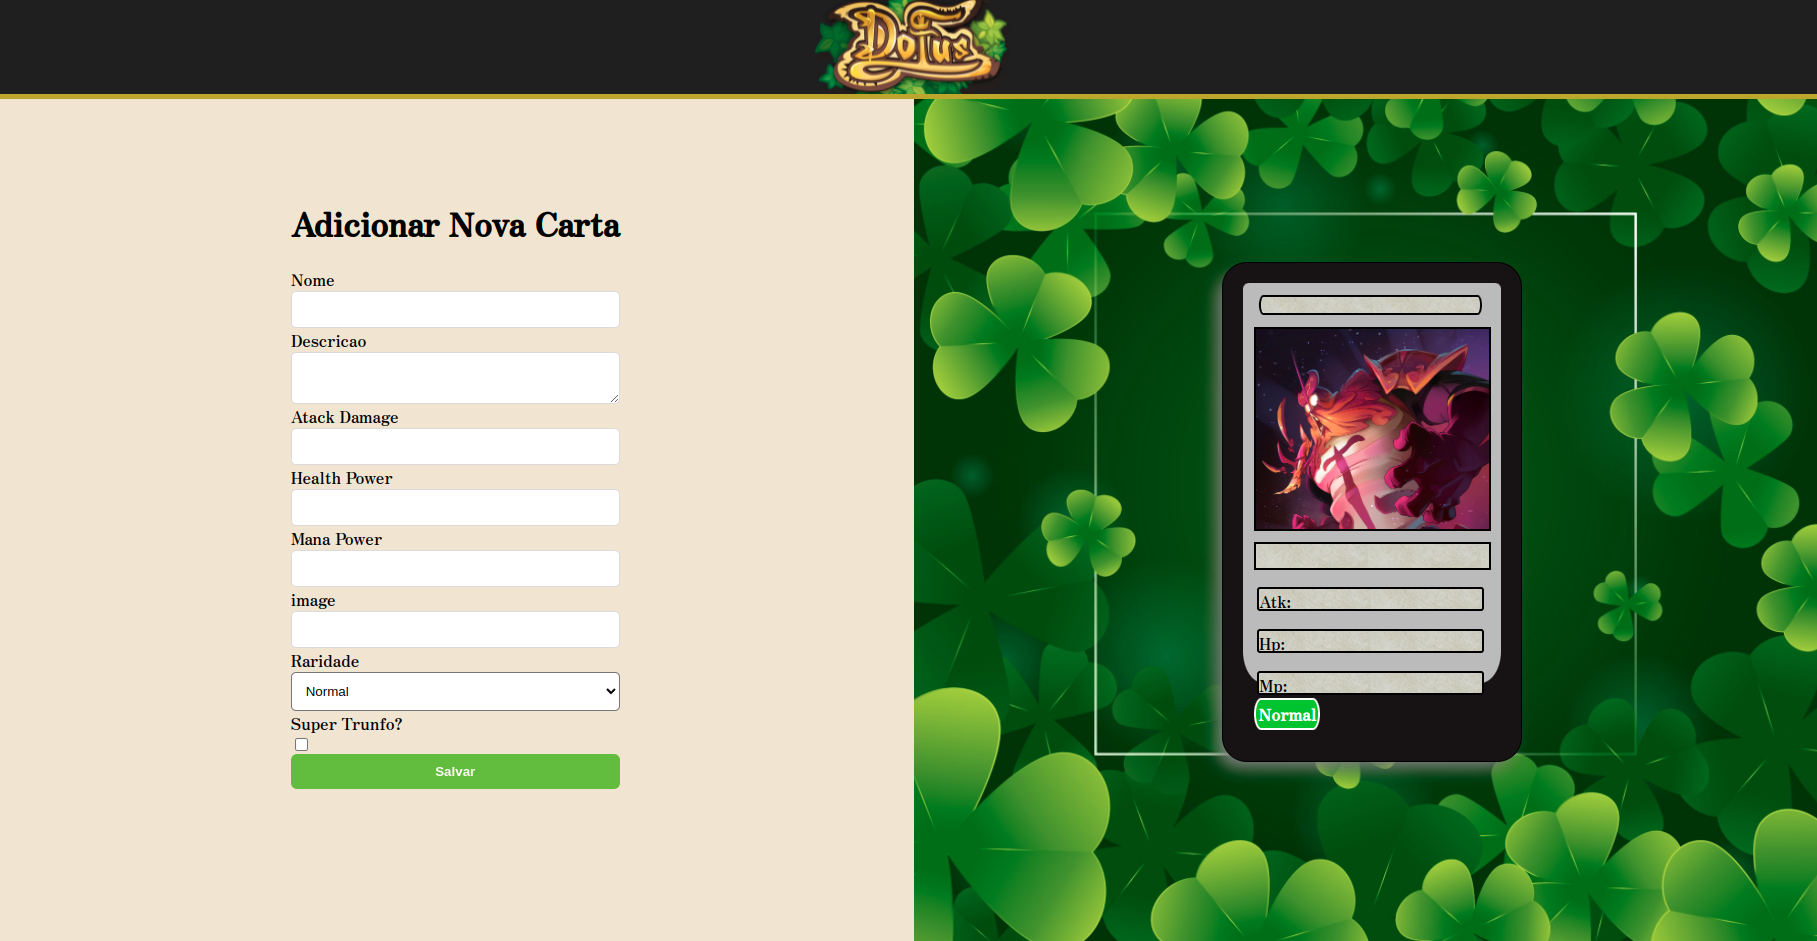 Dofus
Adicionar Nova Carta
Nome
Descricao
Atack Damage
Health Power
Mana Power
image
Raridade
Normal
Super Trunfo?
Salvar
Atk:
Hp:
Mp:
Normal